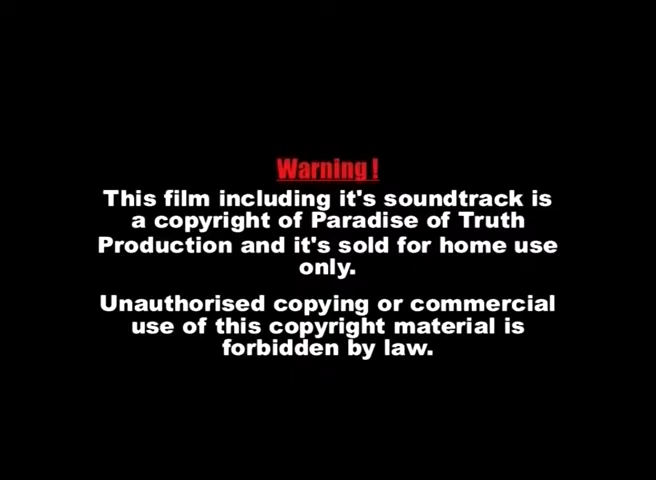 Warning !
This film including it's soundtrack is
a copyright of Paradise of Truth
Production and it's sold for home use
only.
Unauthorised copying or commercial
use of this copyright material is
forbidden by law.